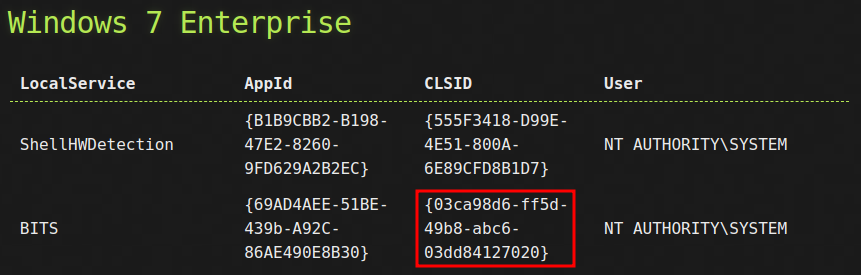 Windows 7 Enterprise
LocalService AppId CLSID User
{B1B9CBB2-B198- {555F3418-D99E-
ShellHWDetection 47E2-8260- 4E51-800A- NT AUTHORITY\SYSTEM
9FD629A2B2EC} 6E89CFD8B1D7}
{69AD4AEE-51BE- {03ca98d6-ff5d-
BITS 439b-A92C- 49b8-abc6- NT AUTHORITY\SYSTEM
86AE490E8B30} 03dd84127020}